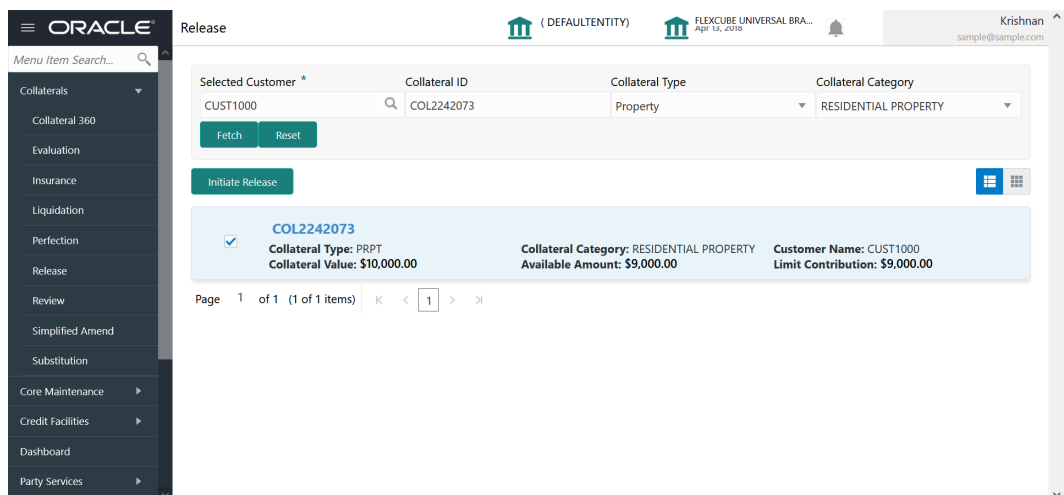 ORACLE
Release
( DEFAULTENTITY)
FLEXCUBE UNIVERSAL BRA...
Apr 13, 2018
Krishnan
sample@sample.com
Menu Item Search...
Collaterals
Collateral 360
Evaluation
Insurance
Liquidation
Perfection
Release
Review
Simplified Amend
Substitution
Core Maintenance
Credit Facilities
Dashboard
Party Services
Selected Customer *
Collateral ID
Collateral Type
Collateral Category
CUST1000
COL2242073
Property
RESIDENTIAL PROPERTY
Fetch
Reset
Initiate Release
COL2242073
Collateral Type: PRPT
Collateral Category: RESIDENTIAL PROPERTY
Customer Name: CUST1000
Collateral Value: $10,000.00
Available Amount: $9,000.00
Limit Contribution: $9,000.00
Page 1 of 1 (1 of 1 items) 1